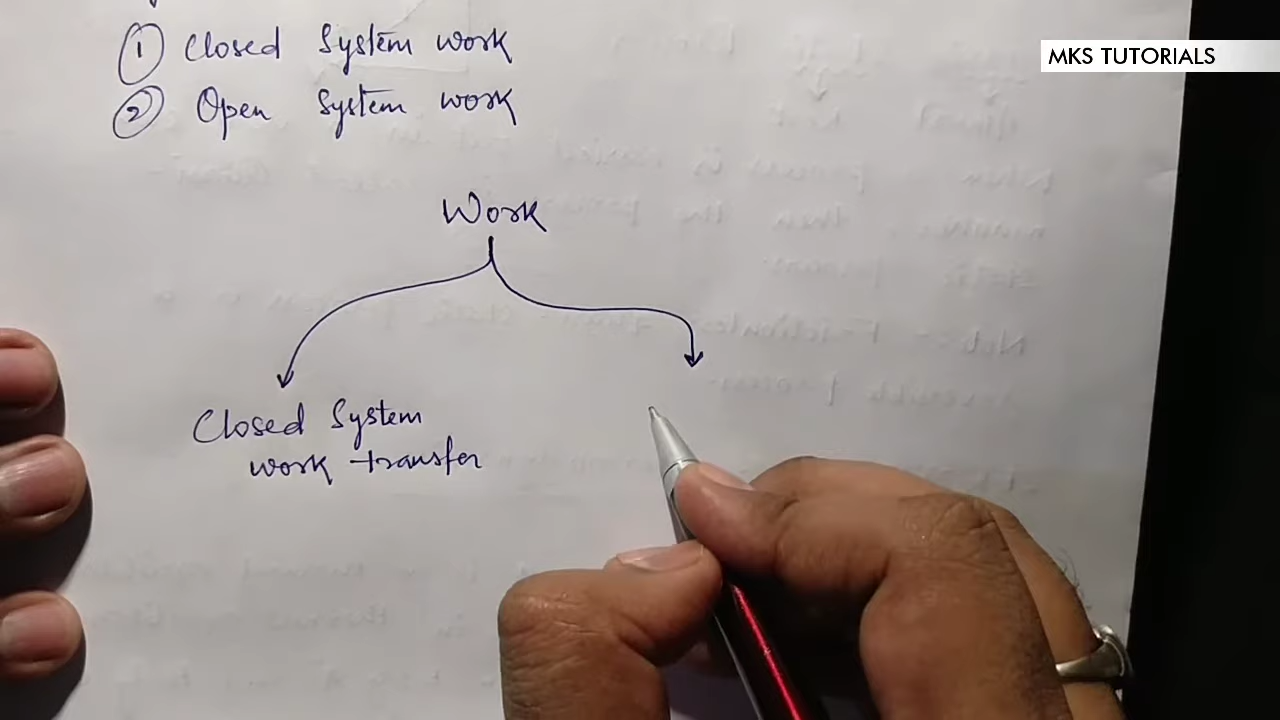 MKS TUTORIALS
① Closed System work
② Open System work
Work
Closed System
work transfer